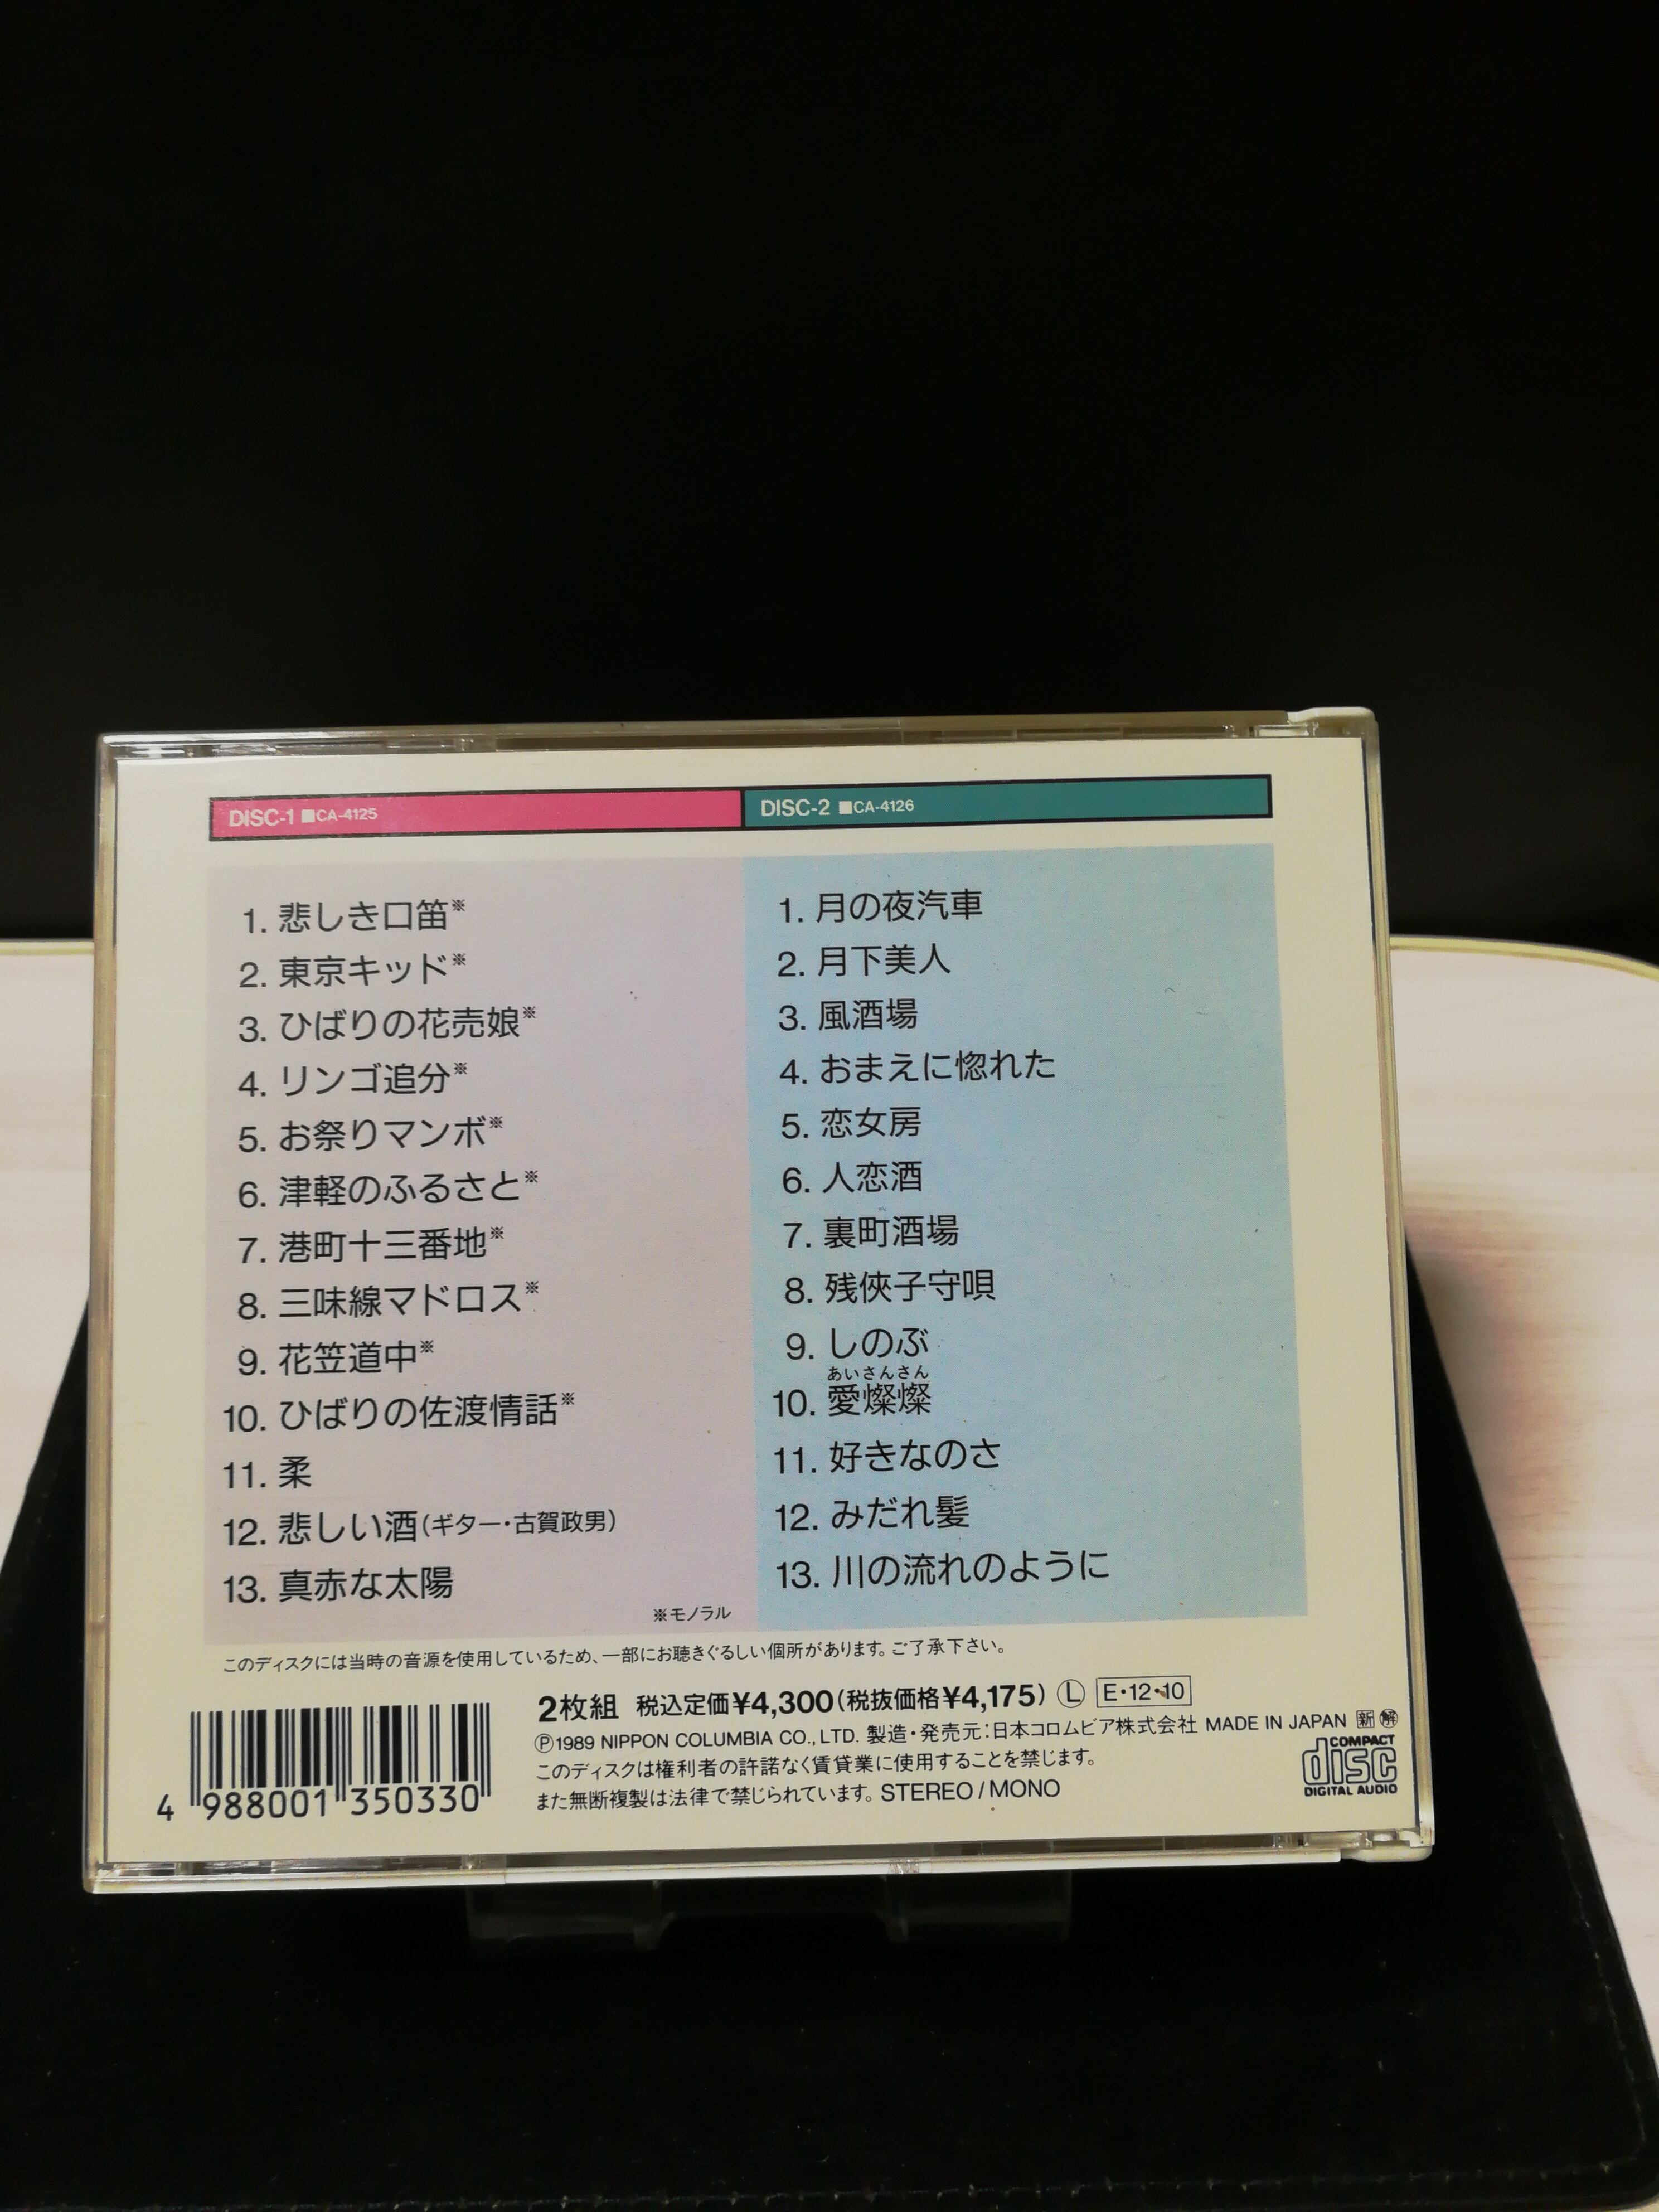 DISC-1 ■CA-4125
1. 悲しき口笛※
2. 東京キッド※
3. ひばりの花売娘※
4. リンゴ追分※
5. お祭りマンボ※
6. 津軽のふるさと※
7. 港町十三番地※
8. 三味線マドロス※
9. 花笠道中※
10. ひばりの佐渡情話※
11. 柔
12. 悲しい酒(ギター・古賀政男)
13. 真赤な太陽
※モノラル
DISC-2 ■CA-4126
1. 月の夜汽車
2. 月下美人
3. 風酒場
4. おまえに惚れた
5. 恋女房
6. 人恋酒
7. 裏町酒場
8. 残俠子守唄
9. しのぶ
あいさんさん
10. 愛燦燦
11. 好きなのさ
12. みだれ髪
13. 川の流れのように
このディスクには当時の音源を使用しているため、一部にお聴きぐるしい個所があります。ご了承下さい。
2枚組 税込定価¥4,300(税抜価格¥4,175) Ⓛ E・12・10
Ⓟ1989 NIPPON COLUMBIA CO., LTD. 製造・発売元:日本コロムビア株式会社 MADE IN JAPAN 新 解
このディスクは権利者の許諾なく賃貸業に使用することを禁じます。
また無断複製は法律で禁じられています。STEREO/MONO
COMPACT
disc
DIGITAL AUDIO
4 988001 350330